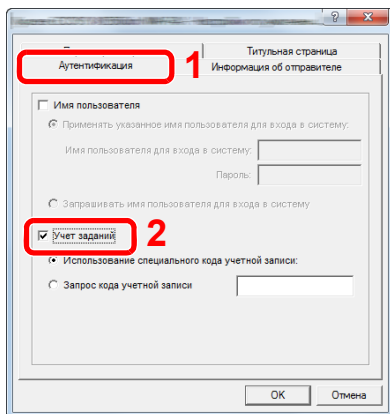 Титульная страница
Аутентификация
1
Информация об отправителе
Имя пользователя
Применять указанное имя пользователя для входа в систему:
Имя пользователя для входа в систему:
Пароль:
Запрашивать имя пользователя для входа в систему
Учет заданий
2
Использование специального кода учетной записи:
Запрос кода учетной записи
OK
Отмена